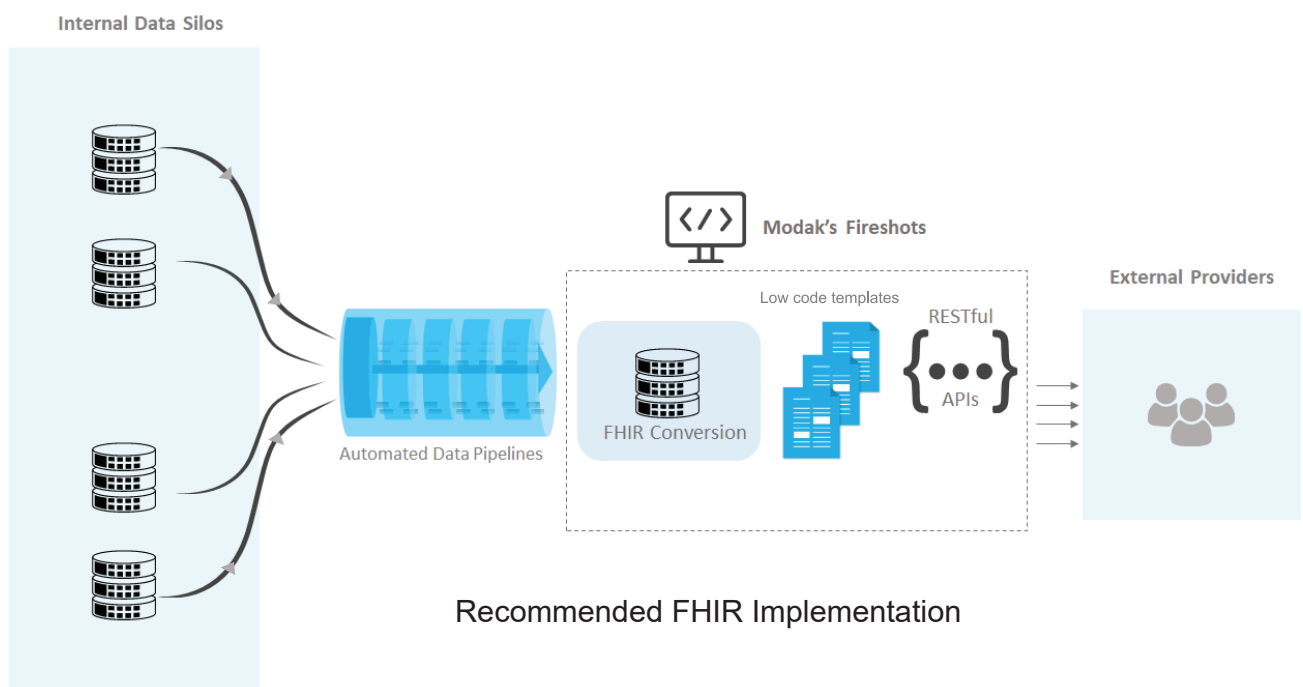 Internal Data Silos
Modak's Fireshots
External Providers
Low code templates
RESTful
APIs
FHIR Conversion
Automated Data Pipelines
Recommended FHIR Implementation